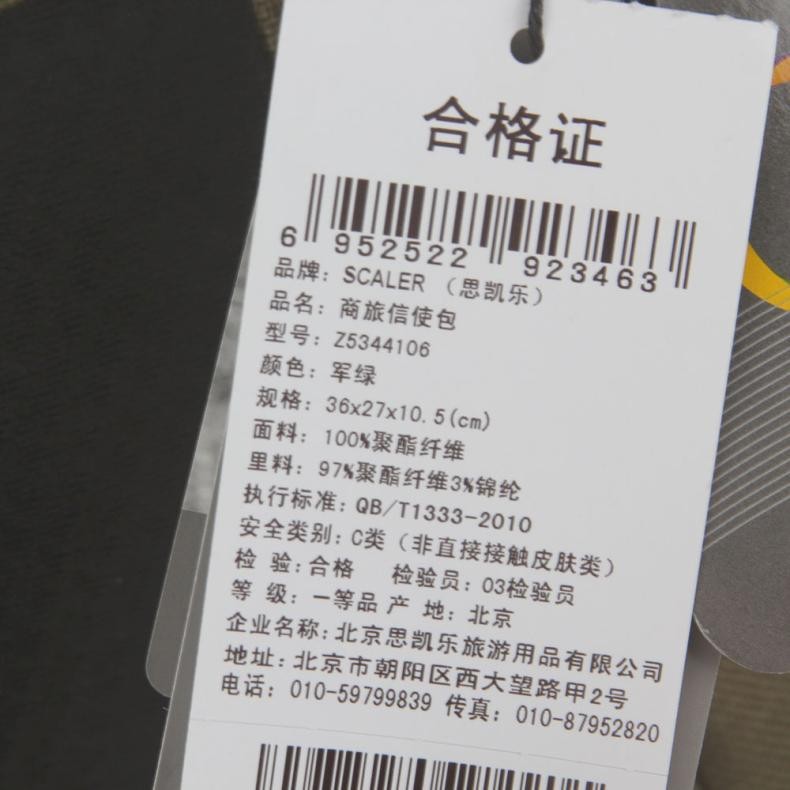 合格证
6 952522 923463
品牌：SCALER （思凯乐）
品名：商旅信使包
型号：Z5344106
颜色：军绿
规格：36x27x10.5(cm)
面料：100%聚酯纤维
里料：97%聚酯纤维3%锦纶
执行标准：QB/T1333-2010
安全类别：C类（非直接接触皮肤类）
检 验：合格 检验员：03检验员
等 级：一等品 产 地：北京
企业名称：北京思凯乐旅游用品有限公司
地址：北京市朝阳区西大望路甲2号
电话：010-59799839 传真：010-87952820